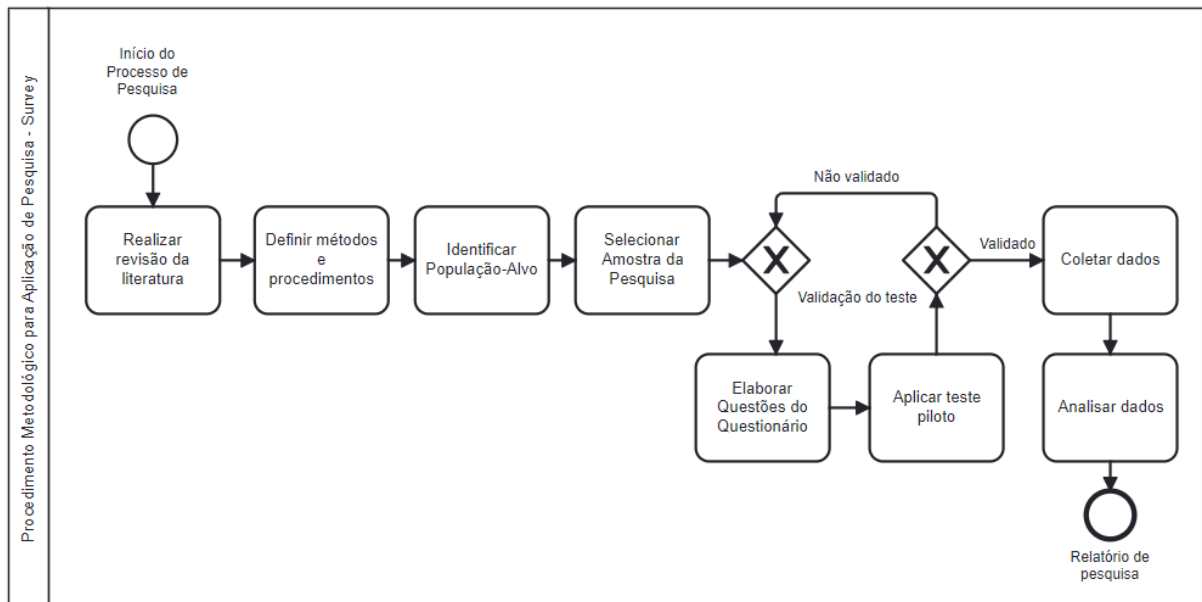 Procedimento Metodológico para Aplicação de Pesquisa - Survey
Início do
Processo de
Pesquisa
Realizar
revisão da
literatura
Definir métodos
e
procedimentos
Identificar
População-Alvo
Selecionar
Amostra da
Pesquisa
Não validado
X
Validação do teste
X
Validado
Elaborar
Questões do
Questionário
Aplicar teste
piloto
Coletar dados
Analisar dados
Relatório de
pesquisa